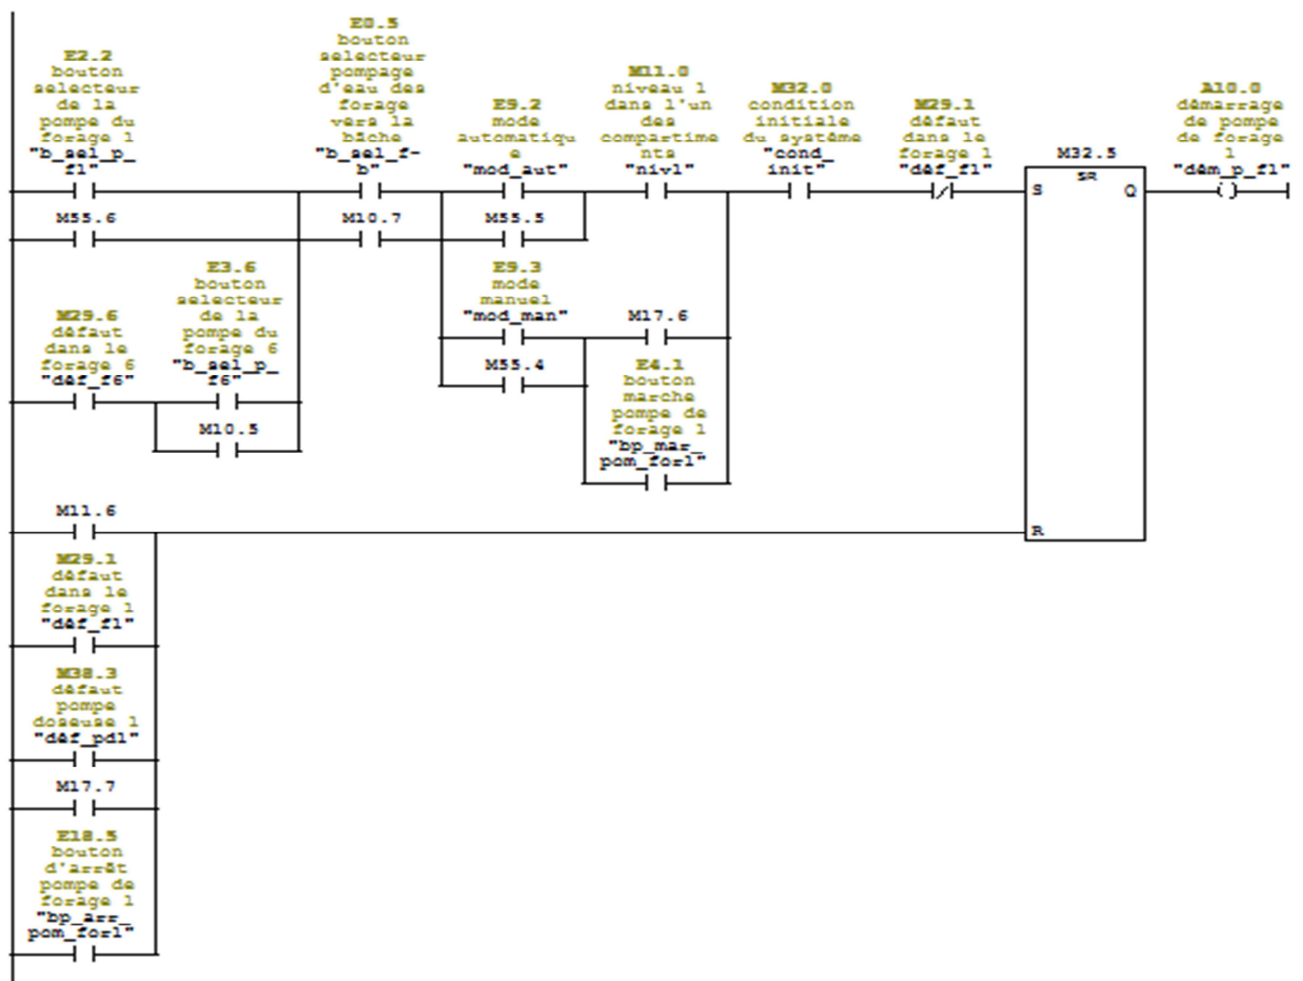 E2.2
bouton
selecteur
de la
pompe du
forage 1
"b_sel_p_
f1"
E0.5
bouton
selecteur
pompage
d'eau des
forage
vers la
bâche
"b_sel_f-
b"
E9.2
mode
automatiqu
e
"mod_aut"
M11.0
niveau 1
dans l'un
des
compartime
nts
"niv1"
M32.0
condition
initiale
du système
"cond_
init"
M29.1
défaut
dans le
forage 1
"déf_f1"
M32.5
SR
S
Q
A10.0
démarrage
de pompe
de forage
1
"dém_p_f1"
M55.6
M10.7
M55.5
M29.6
défaut
dans le
forage 6
"déf_f6"
E3.6
bouton
selecteur
de la
pompe du
forage 6
"b_sel_p_
f6"
E9.3
mode
manuel
"mod_man"
M17.6
M55.4
E4.1
bouton
marche
pompe de
forage 1
"bp_mar_
pom_for1"
M10.5
M11.6
R
M29.1
défaut
dans le
forage 1
"déf_f1"
M38.3
défaut
pompe
doseuse 1
"déf_pd1"
M17.7
E18.5
bouton
d'arrêt
pompe de
forage 1
"bp_arr_
pom_for1"